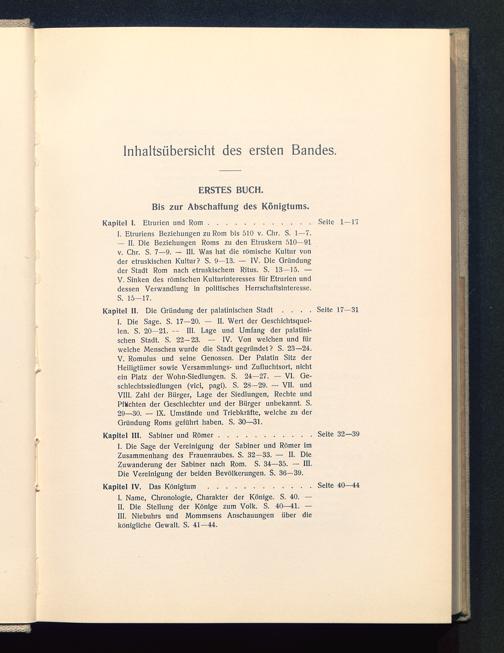 Inhaltsübersicht des ersten Bandes.
ERSTES BUCH.
Bis zur Abschaffung des Königtums.
Kapitel I. Etrurien und Rom . . . . . . . . . . . . Seite 1—17
I. Etruriens Beziehungen zu Rom bis 510 v. Chr. S. 1—7.
— II. Die Beziehungen Roms zu den Etruskern 510—91
v. Chr. S. 7—9. — III. Was hat die römische Kultur von
der etruskischen Kultur? S. 9—13. — IV. Die Gründung
der Stadt Rom nach etruskischem Ritus. S. 13—15. —
V. Sinken des römischen Kulturinteresses für Etrurien und
dessen Verwandlung in politisches Herrschaftsinteresse.
S. 15—17.
Kapitel II. Die Gründung der palatinischen Stadt . . . . Seite 17—31
I. Die Sage. S. 17—20. — II. Wert der Geschichtsquel-
len. S. 20—21. — III. Lage und Umfang der palatini-
schen Stadt. S. 22—23. — IV. Von welchen und für
welche Menschen wurde die Stadt gegründet? S. 23—24.
V. Romulus und seine Genossen. Der Palatin Sitz der
Heiligtümer sowie Versammlungs- und Zufluchtsort, nicht
ein Platz der Wohn-Siedlungen. S. 24—27. — VI. Ge-
schlechtssiedlungen (vici, pagi). S. 28—29. — VII. und
VIII. Zahl der Bürger, Lage der Siedlungen, Rechte und
Pflichten der Geschlechter und der Bürger unbekannt. S.
29—30. — IX. Umstände und Triebkräfte, welche zu der
Gründung Roms geführt haben. S. 30—31.
Kapitel III. Sabiner und Römer . . . . . . . . . . . Seite 32—39
I. Die Sage der Vereinigung der Sabiner und Römer im
Zusammenhang des Frauenraubes. S. 32—33. — II. Die
Zuwanderung der Sabiner nach Rom. S. 34—35. — III.
Die Vereinigung der beiden Bevölkerungen. S. 36—39.
Kapitel IV. Das Königtum . . . . . . . . . . . . Seite 40—44
I. Name, Chronologie, Charakter der Könige. S. 40. —
II. Die Stellung der Könige zum Volk. S. 40—41. —
III. Niebuhrs und Mommsens Anschauungen über die
königliche Gewalt. S. 41—44.